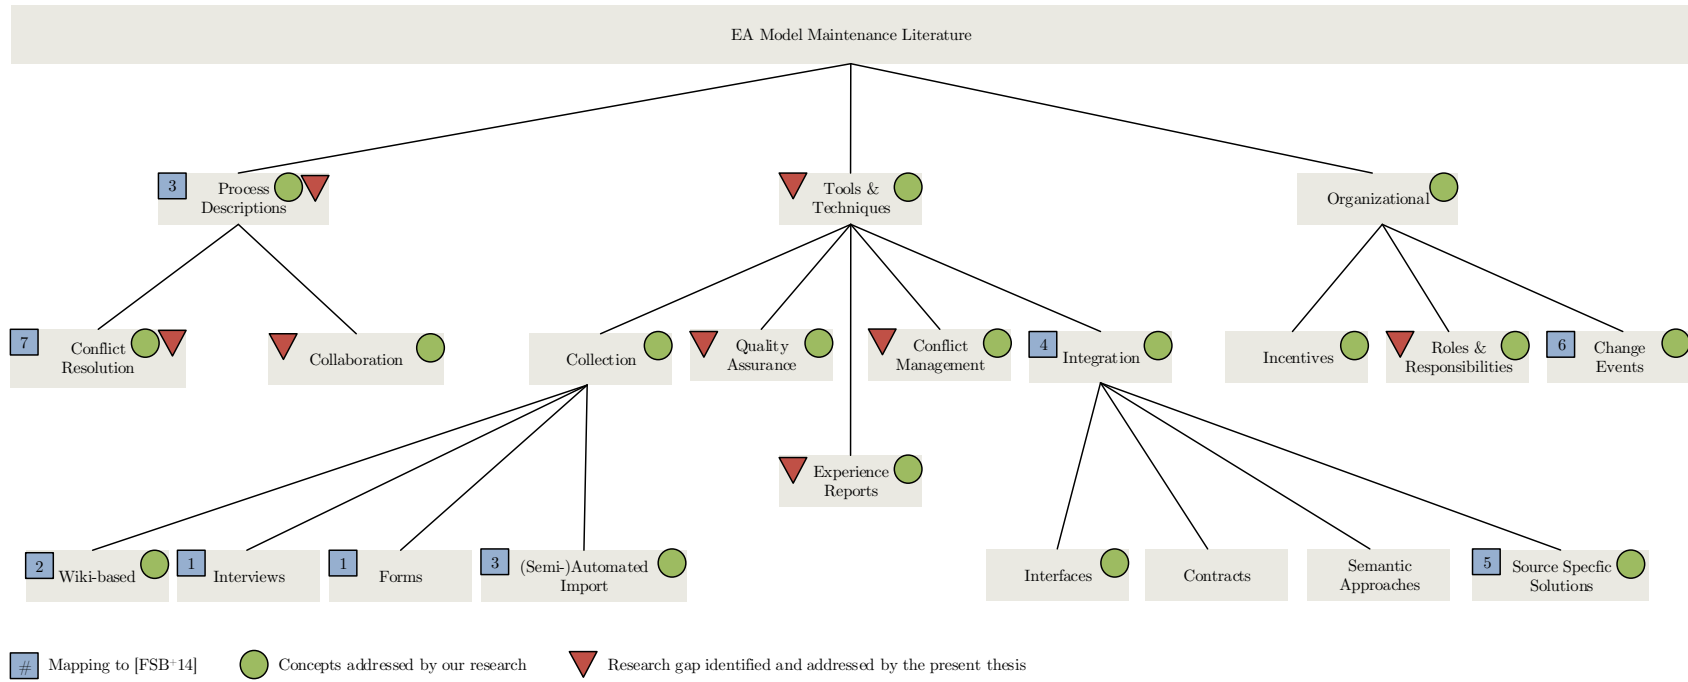 EA Model Maintenance Literature
3
Process
Descriptions
Tools &
Techniques
Organizational
7
Conflict
Resolution
Collaboration
Collection
Quality
Assurance
Conflict
Management
4
Integration
Incentives
Roles &
Responsibilities
6
Change
Events
Experience
Reports
2
Wiki-based
1
Interviews
1
Forms
3
(Semi-)Automated
Import
Interfaces
Contracts
Semantic
Approaches
5
Source Specfic
Solutions
# Mapping to [FSB+14]
Concepts addressed by our research
Research gap identified and addressed by the present thesis